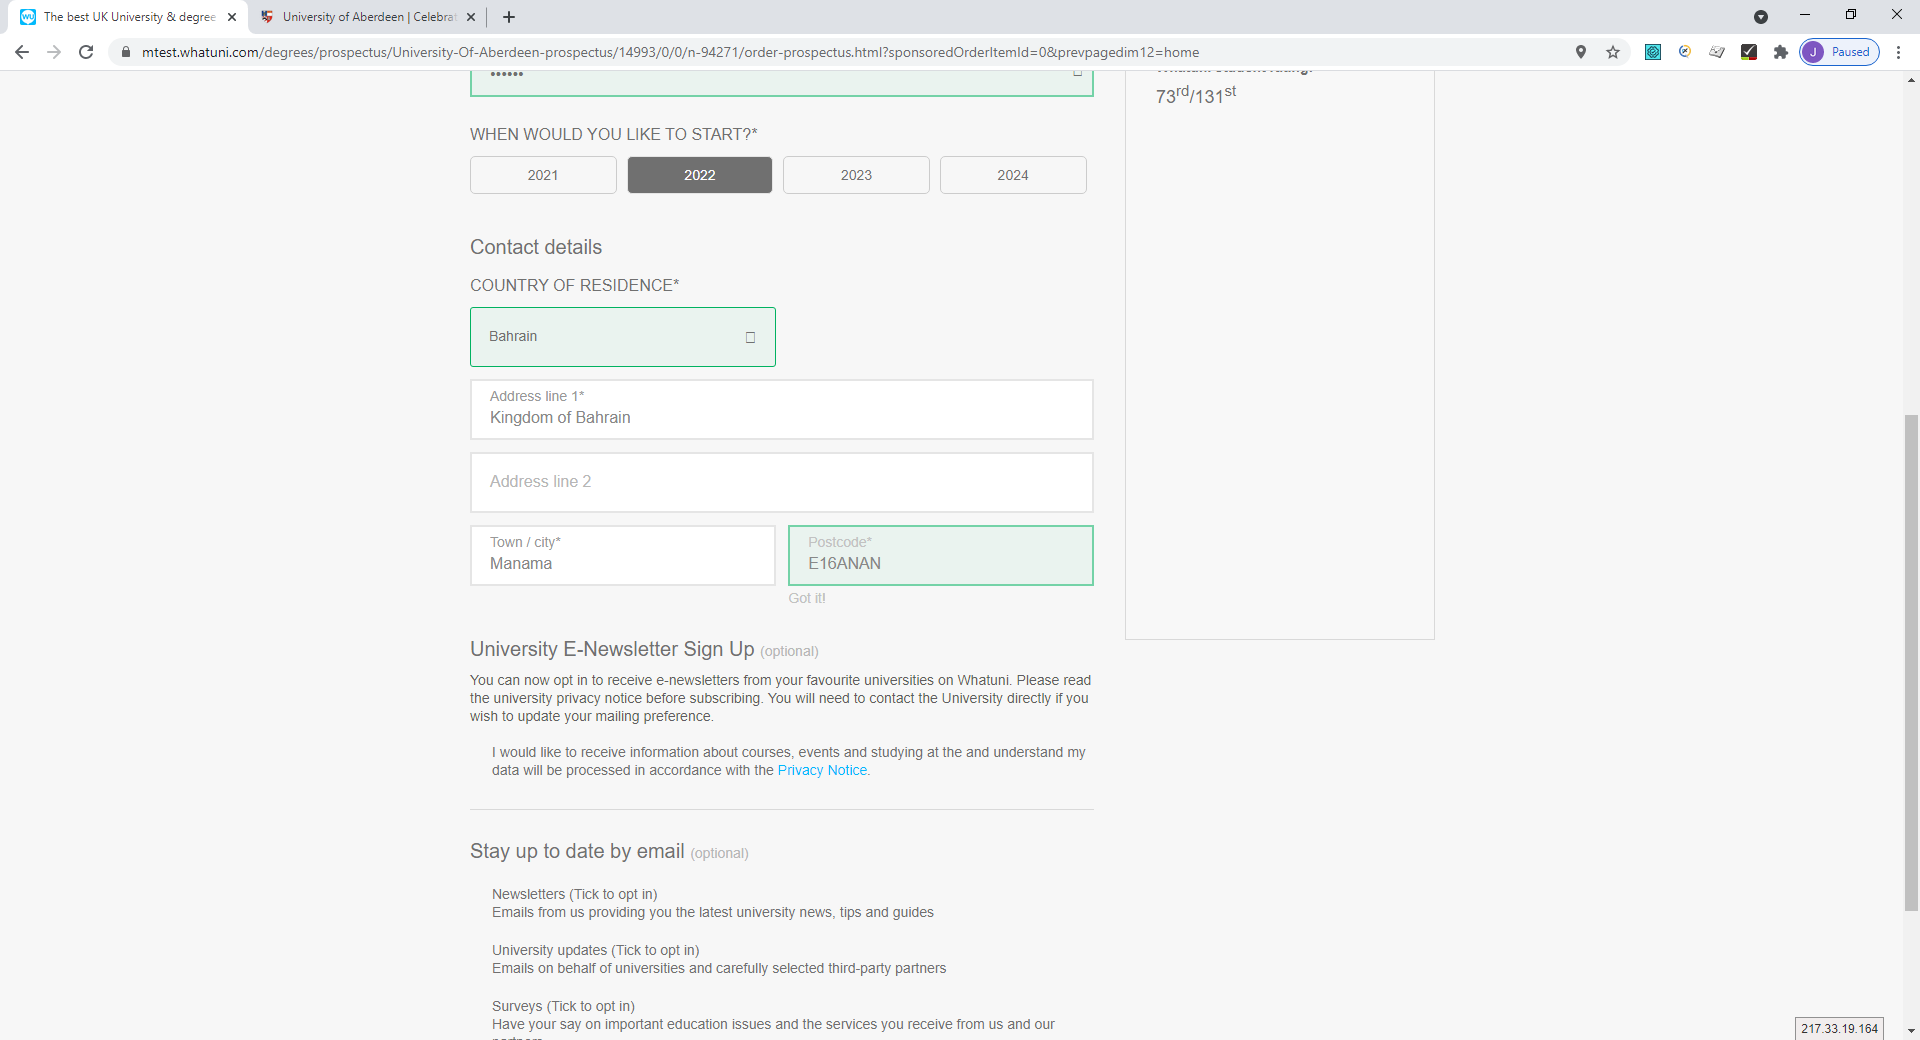 The best UK University & degree
University of Aberdeen | Celebrat
mtest.whatuni.com/degrees/prospectus/University-Of-Aberdeen-prospectus/14993/0/0/n-94271/order-prospectus.html?sponsoredOrderItemId=0&prevpagedim12=home
J Paused
••••••
73rd/131st
WHEN WOULD YOU LIKE TO START?*
2021 2022 2023 2024
Contact details
COUNTRY OF RESIDENCE*
Bahrain
Address line 1*
Kingdom of Bahrain
Address line 2
Town / city* Postcode*
Manama E16ANAN
Got it!
University E-Newsletter Sign Up (optional)
You can now opt in to receive e-newsletters from your favourite universities on Whatuni. Please read
the university privacy notice before subscribing. You will need to contact the University directly if you
wish to update your mailing preference.
I would like to receive information about courses, events and studying at the and understand my
data will be processed in accordance with the Privacy Notice.
Stay up to date by email (optional)
Newsletters (Tick to opt in)
Emails from us providing you the latest university news, tips and guides
University updates (Tick to opt in)
Emails on behalf of universities and carefully selected third-party partners
Surveys (Tick to opt in)
Have your say on important education issues and the services you receive from us and our
217.33.19.164